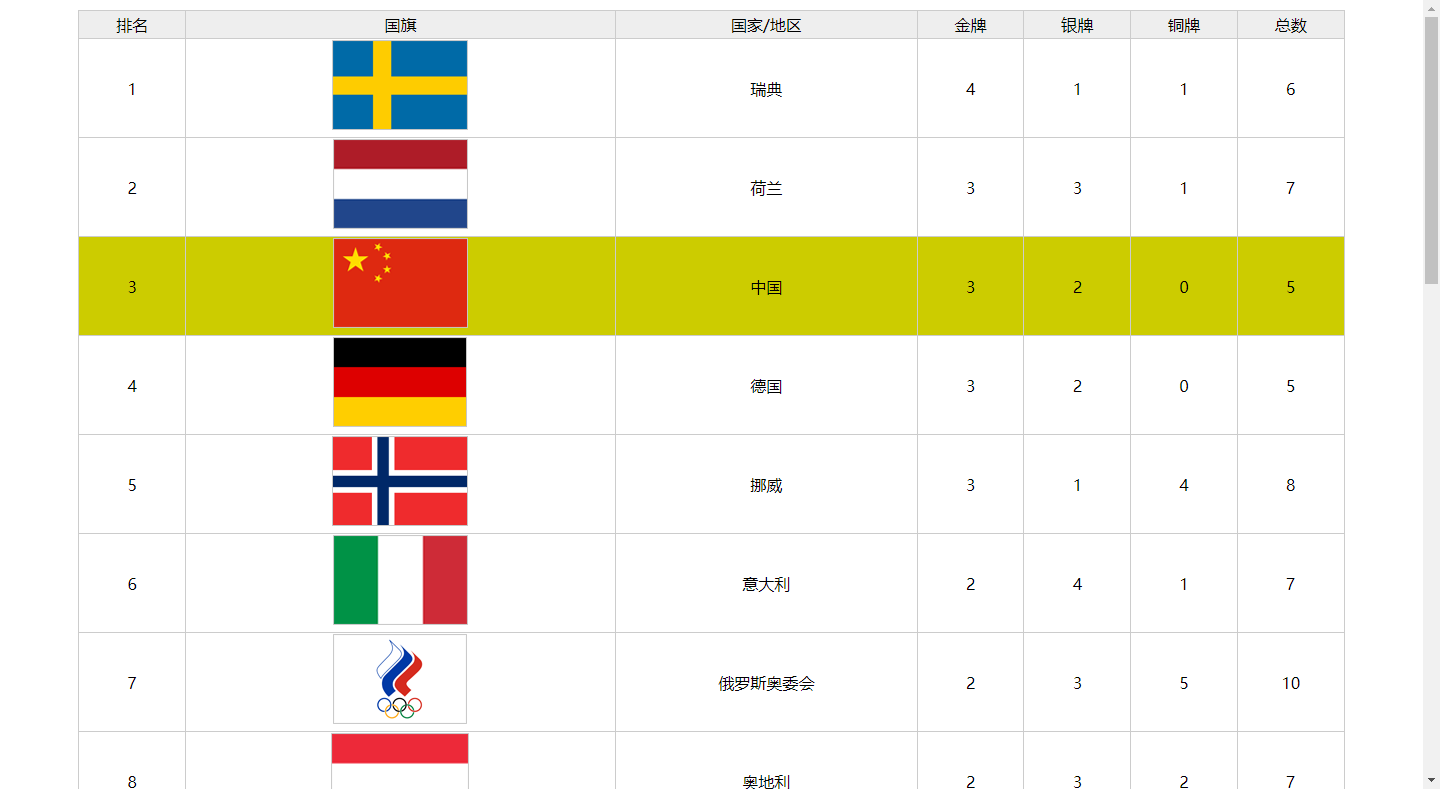 排名 国旗 国家/地区 金牌 银牌 铜牌 总数
1 瑞典 4 1 1 6
2 荷兰 3 3 1 7
3 中国 3 2 0 5
4 德国 3 2 0 5
5 挪威 3 1 4 8
6 意大利 2 4 1 7
7 俄罗斯奥委会 2 3 5 10
8 奥地利 2 3 2 7